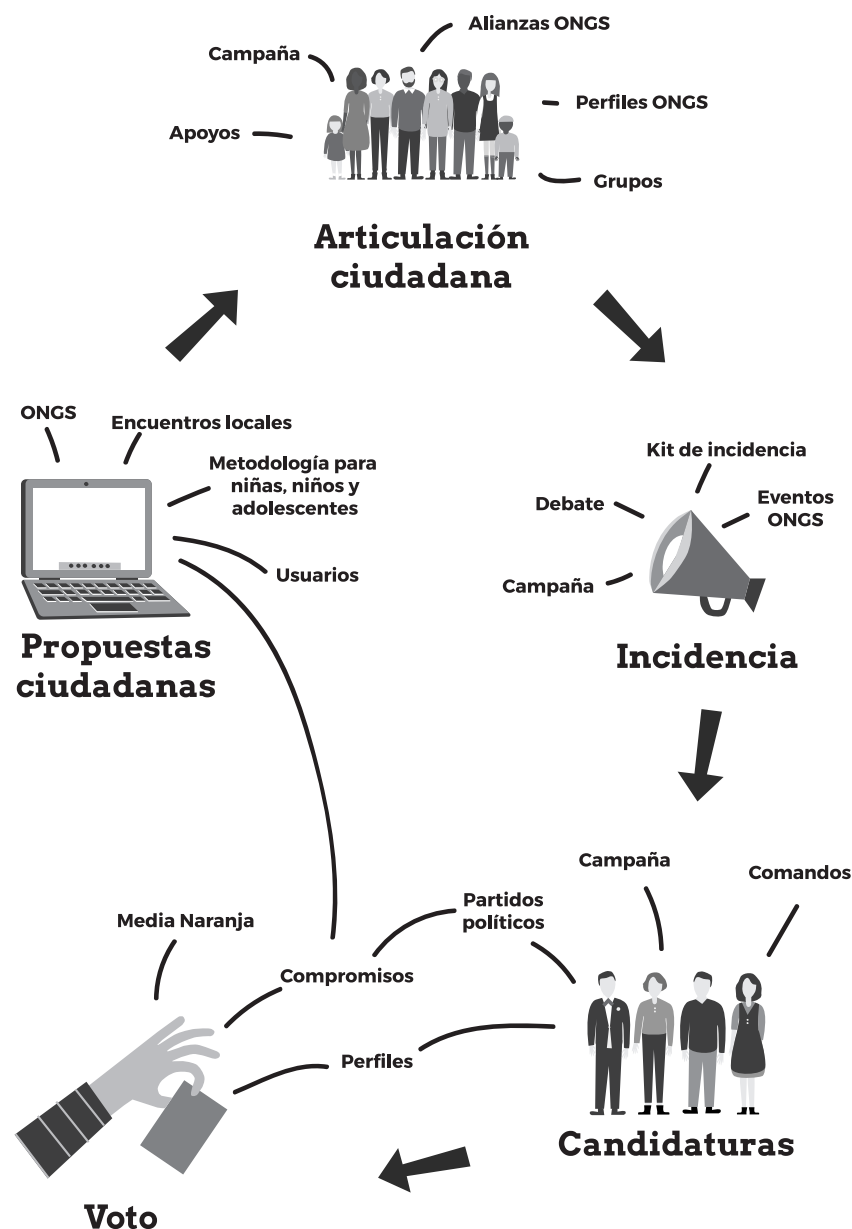 Alianzas ONGS
Campaña
Perfiles ONGS
Apoyos
Grupos
Articulación
ciudadana
ONGS
Encuentros locales
Metodología para
niñas, niños y
adolescentes
Usuarios
Propuestas
ciudadanas
Kit de incidencia
Debate
Eventos
ONGS
Campaña
Incidencia
Campaña
Comandos
Partidos
políticos
Media Naranja
Compromisos
Perfiles
Candidaturas
Voto